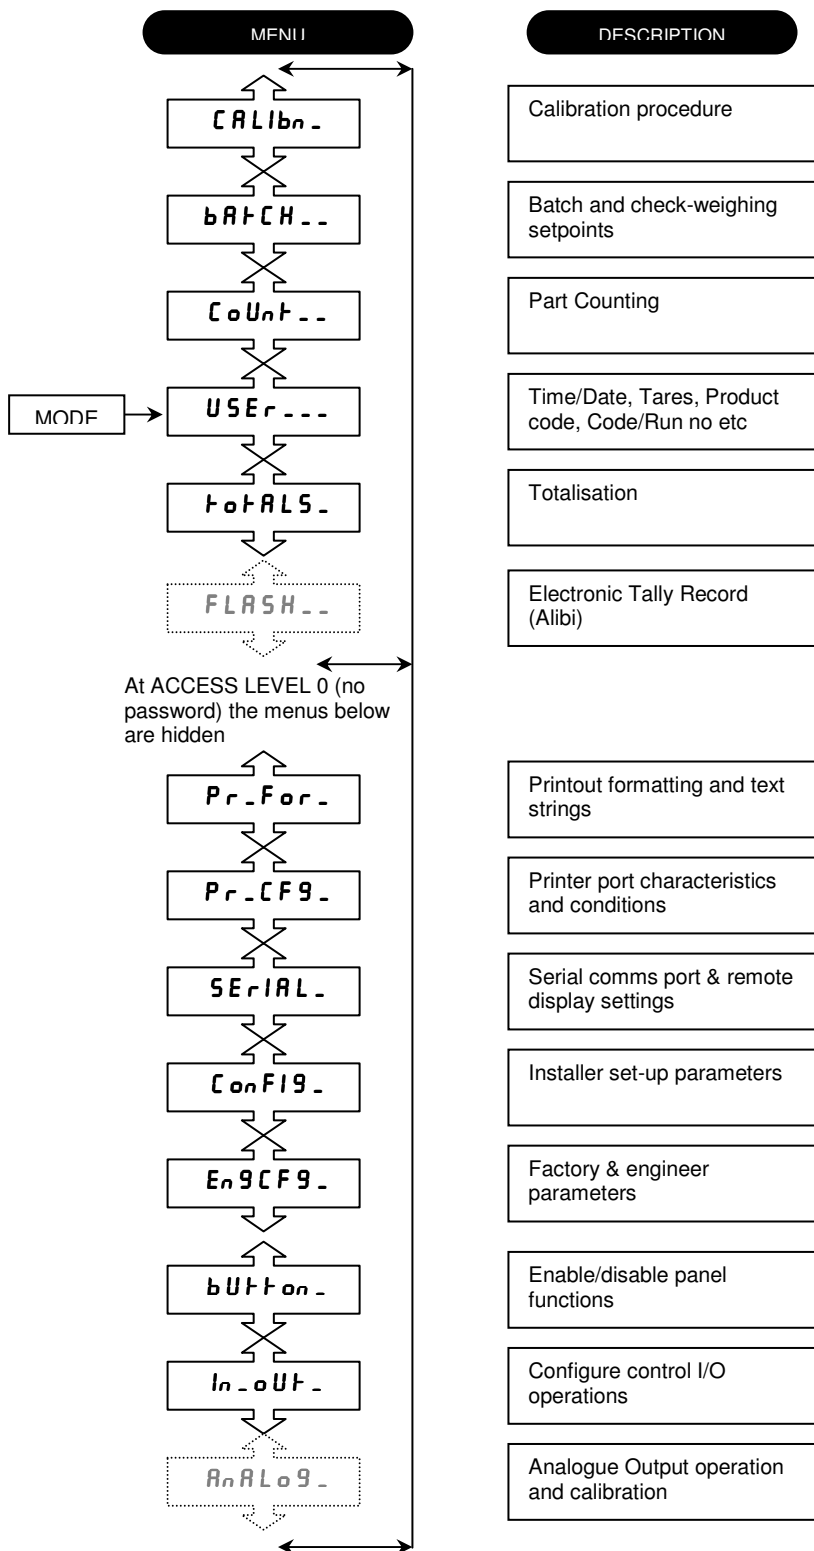 MENU DESCRIPTION
CALIbn_ Calibration procedure
bAtCH__ Batch and check-weighing
setpoints
CoUnt__ Part Counting
MODE USEr___ Time/Date, Tares, Product
code, Code/Run no etc
totALS_ Totalisation
FLASH__ Electronic Tally Record
(Alibi)
At ACCESS LEVEL 0 (no
password) the menus below
are hidden
Pr_For_ Printout formatting and text
strings
Pr_CFg_ Printer port characteristics
and conditions
SErIAL_ Serial comms port & remote
display settings
ConFIg_ Installer set-up parameters
EngCFg_ Factory & engineer
parameters
bUtton_ Enable/disable panel
functions
In_oUt_ Configure control I/O
operations
AnALog_ Analogue Output operation
and calibration